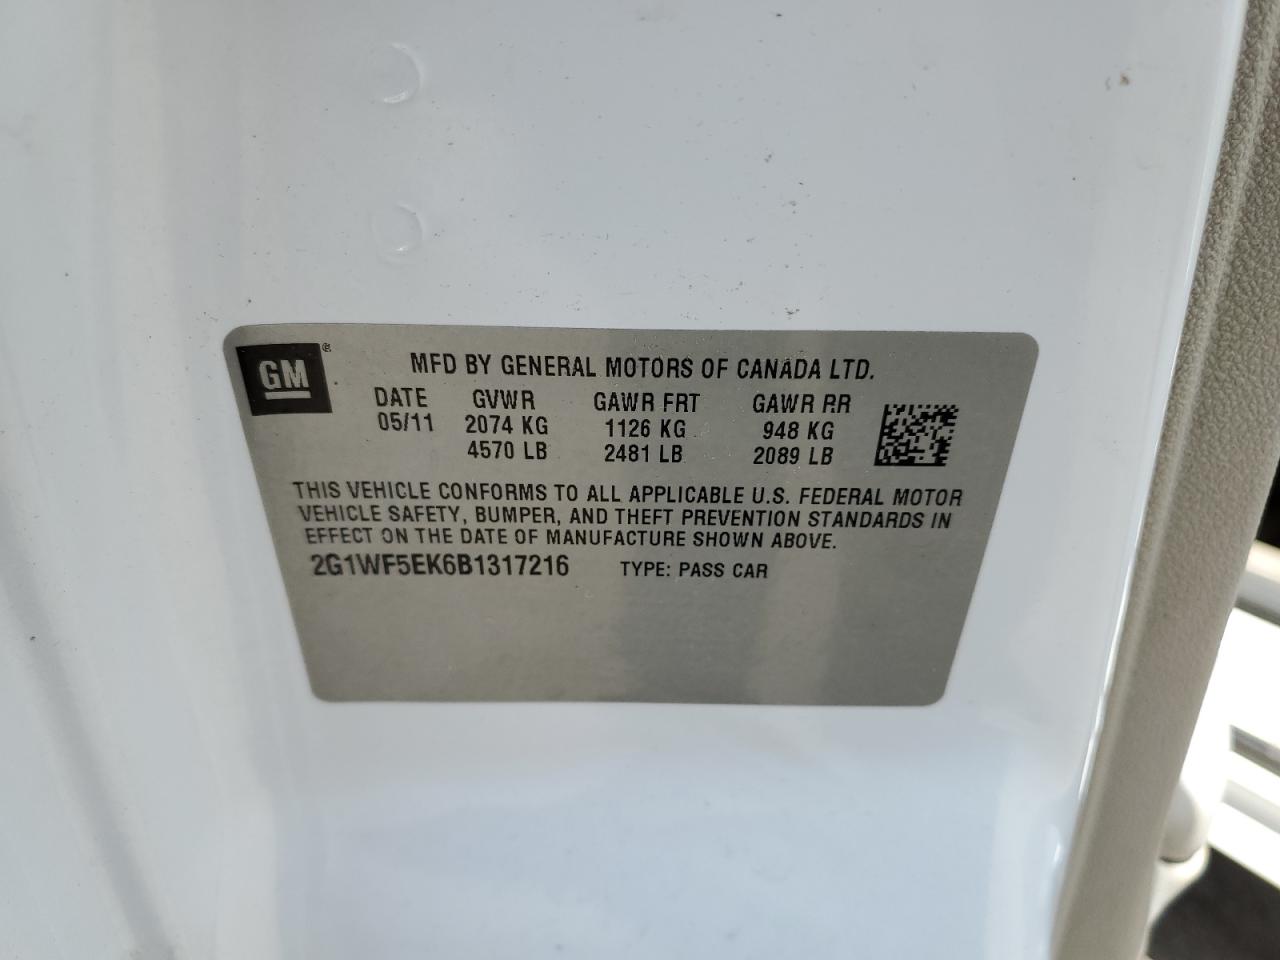 GM®
MFD BY GENERAL MOTORS OF CANADA LTD.
DATE GVWR GAWR FRT GAWR RR
05/11 2074 KG 1126 KG 948 KG
4570 LB 2481 LB 2089 LB
THIS VEHICLE CONFORMS TO ALL APPLICABLE U.S. FEDERAL MOTOR
VEHICLE SAFETY, BUMPER, AND THEFT PREVENTION STANDARDS IN
EFFECT ON THE DATE OF MANUFACTURE SHOWN ABOVE.
2G1WF5EK6B1317216 TYPE: PASS CAR